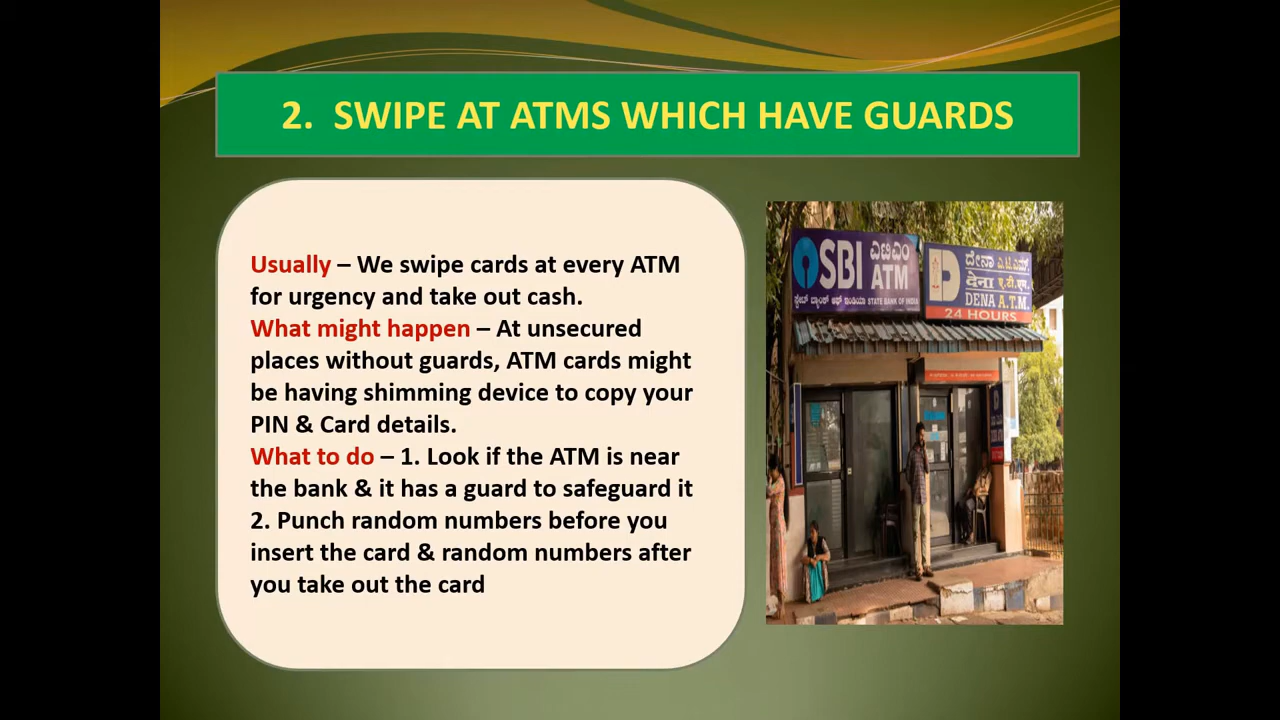 2. SWIPE AT ATMS WHICH HAVE GUARDS
Usually – We swipe cards at every ATM
for urgency and take out cash.
What might happen – At unsecured
places without guards, ATM cards might
be having shimming device to copy your
PIN & Card details.
What to do – 1. Look if the ATM is near
the bank & it has a guard to safeguard it
2. Punch random numbers before you
insert the card & random numbers after
you take out the card
SBI ಎಟಿಎಂ
ATM
ಸ್ಟೇಟ್ ಬ್ಯಾಂಕ್ ಆಫ್ ಇಂಡಿಯಾ STATE BANK OF INDIA
ದೇನಾ ಎ.ಟಿ.ಎಮ್.
देना ए.टी.एम.
DENA A.T.M.
24 HOURS